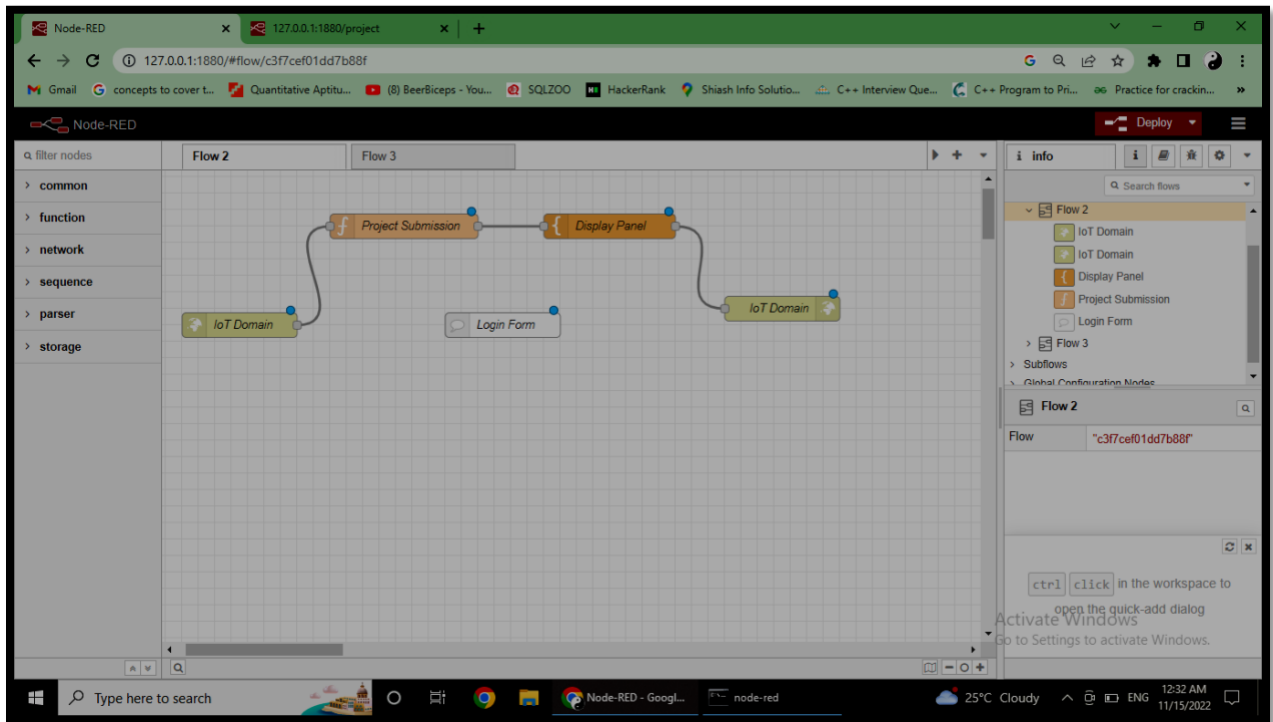 Node-RED
127.0.0.1:1880/project
127.0.0.1:1880/#flow/c3f7cef01dd7b88f
Gmail concepts to cover t... Quantitative Aptitu... (8) BeerBiceps - You... SQLZOO HackerRank Shiash Info Solutio... C++ Interview Que... C++ Program to Pri... Practice for crackin... »
Node-RED
Deploy
filter nodes
Flow 2
Flow 3
i info
common
function
network
sequence
parser
storage
Project Submission
Display Panel
IoT Domain
Login Form
IoT Domain
Search flows
Flow 2
IoT Domain
IoT Domain
Display Panel
Project Submission
Login Form
Flow 3
Subflows
Global Configuration Nodes
Flow 2
Flow "c3f7cef01dd7b88f"
ctrl click in the workspace to
open the quick-add dialog
Activate Windows
Go to Settings to activate Windows.
Type here to search
Node-RED - Googl...
node-red
25°C Cloudy
ENG
12:32 AM
11/15/2022